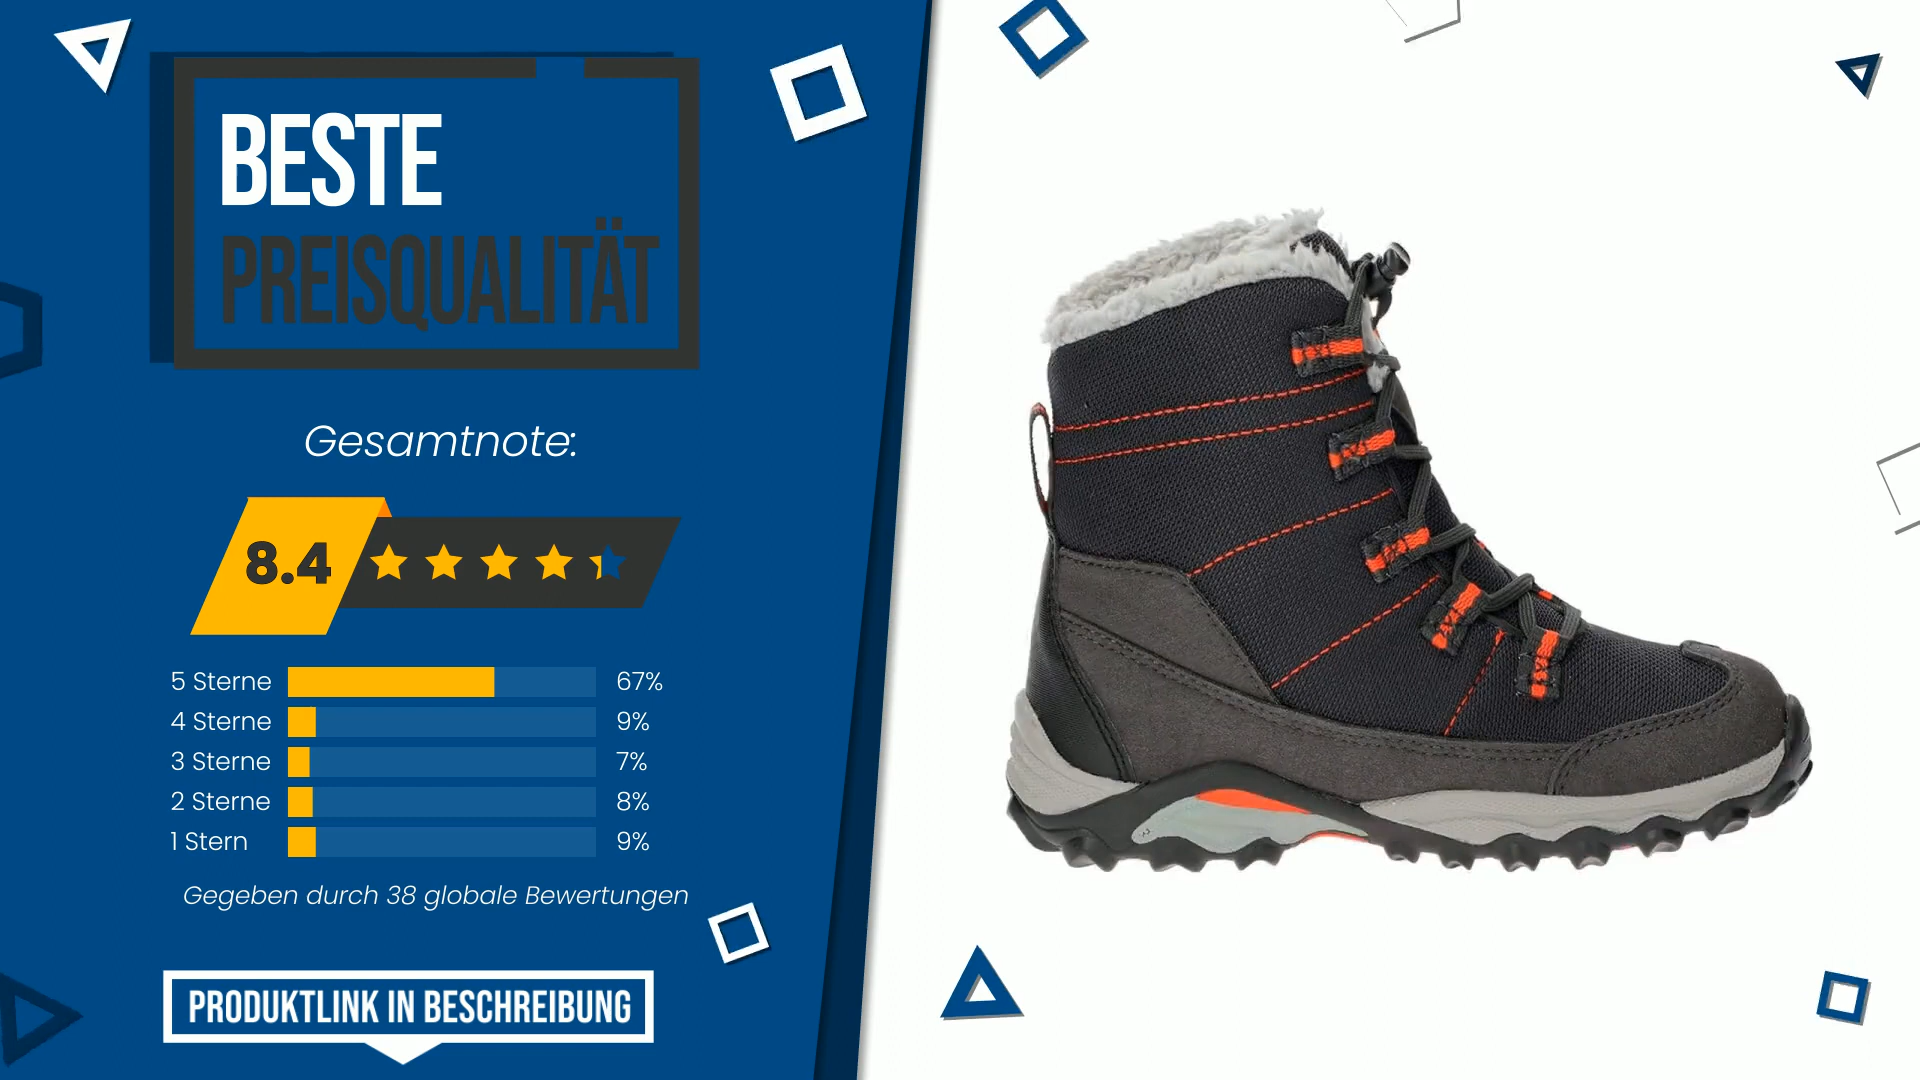 BESTE
PREISQUALITÄT
Gesamtnote:
8.4
5 Sterne 67%
4 Sterne 9%
3 Sterne 7%
2 Sterne 8%
1 Stern 9%
Gegeben durch 38 globale Bewertungen
PRODUKTLINK IN BESCHREIBUNG